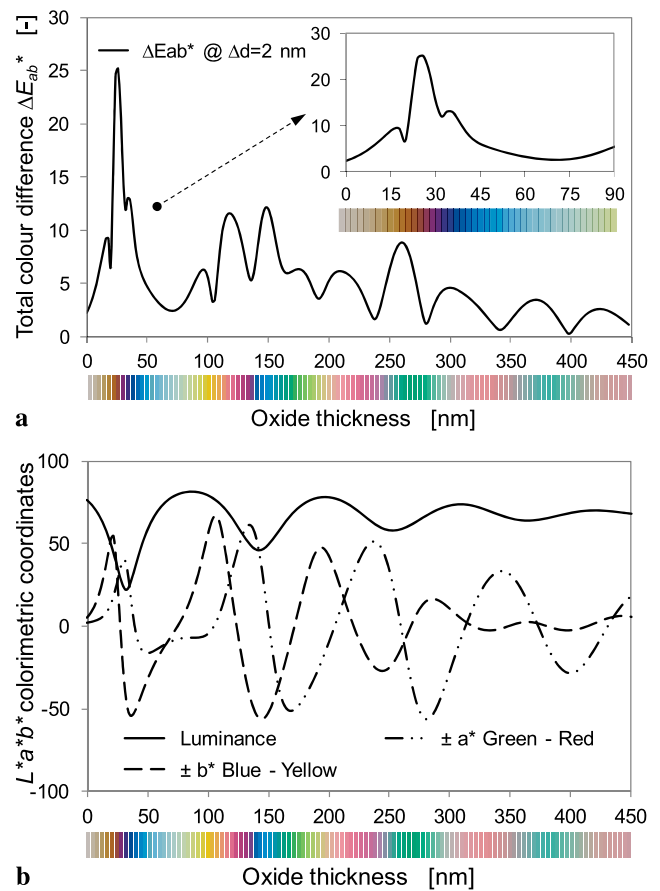 Total colour difference ΔE_ab* [-]
30
25
20
15
10
5
0
ΔEab* @ Δd=2 nm
30
20
10
0
0 15 30 45 60 75 90
0 50 100 150 200 250 300 350 400 450
a
Oxide thickness [nm]
L*a*b* colorimetric coordinates
100
50
0
-50
-100
Luminance
± a* Green - Red
± b* Blue - Yellow
0 50 100 150 200 250 300 350 400 450
b
Oxide thickness [nm]